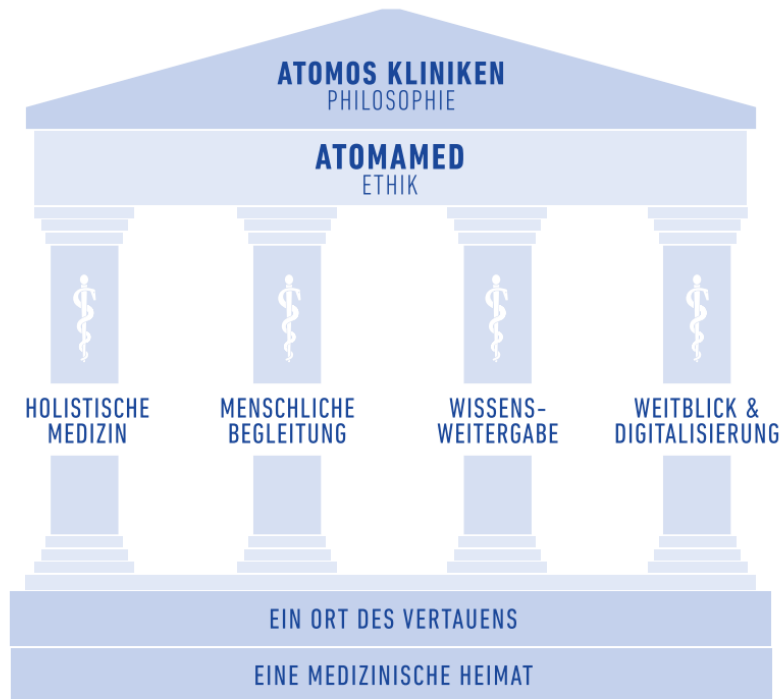 ATOMOS KLINIKEN
PHILOSOPHIE
ATOMAMED
ETHIK
HOLISTISCHE
MEDIZIN
MENSCHLICHE
BEGLEITUNG
WISSENS-
WEITERGABE
WEITBLICK &
DIGITALISIERUNG
EIN ORT DES VERTAUENS
EINE MEDIZINISCHE HEIMAT